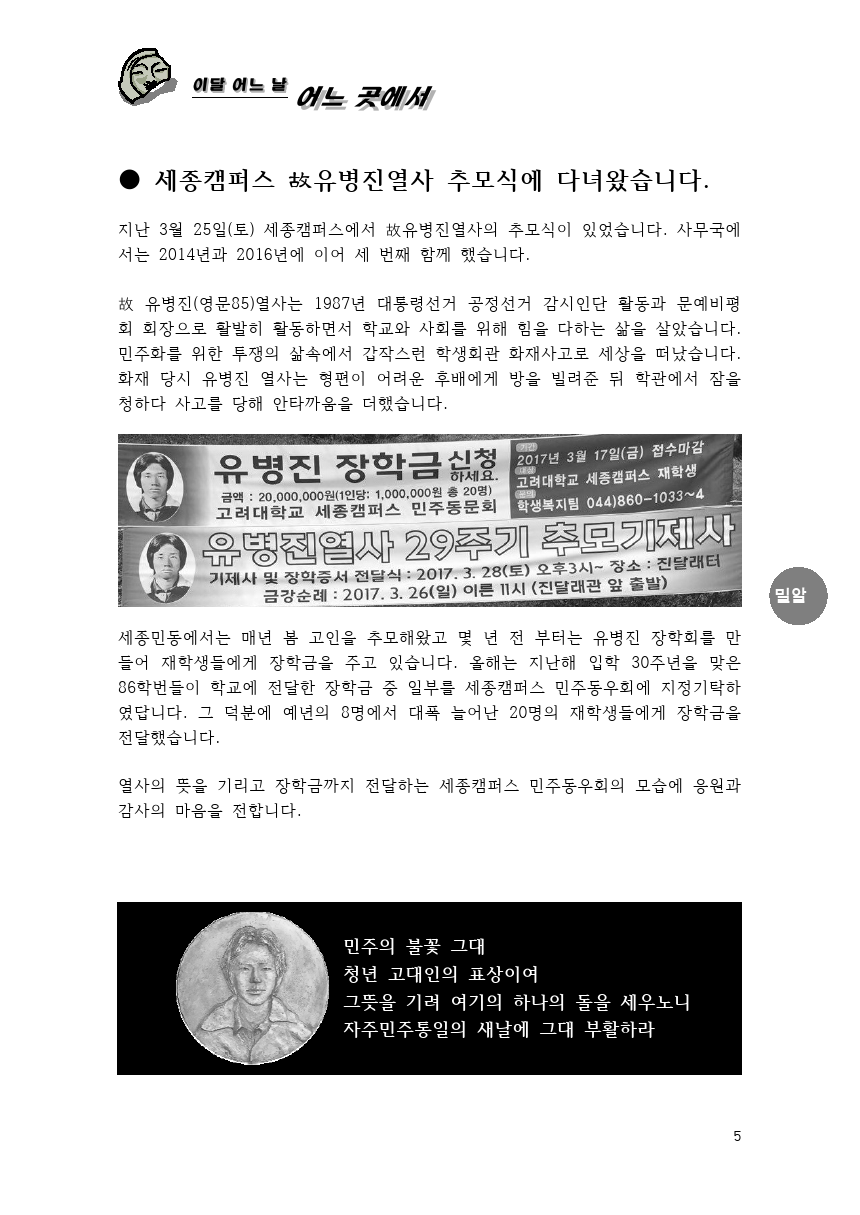 이달 어느 날 어느 곳에서
● 세종캠퍼스 故유병진열사 추모식에 다녀왔습니다.
지난 3월 25일(토) 세종캠퍼스에서 故유병진열사의 추모식이 있었습니다. 사무국에
서는 2014년과 2016년에 이어 세 번째 함께 했습니다.
故 유병진(영문85)열사는 1987년 대통령선거 공정선거 감시인단 활동과 문예비평
회 회장으로 활발히 활동하면서 학교와 사회를 위해 힘을 다하는 삶을 살았습니다.
민주화를 위한 투쟁의 삶속에서 갑작스런 학생회관 화재사고로 세상을 떠났습니다.
화재 당시 유병진 열사는 형편이 어려운 후배에게 방을 빌려준 뒤 학관에서 잠을
청하다 사고를 당해 안타까움을 더했습니다.
유병진 장학금 신청
하세요.
금액 : 20,000,000원(1인당; 1,000,000원 총 20명)
고려대학교 세종캠퍼스 민주동문회
기간
2017년 3월 17일(금) 접수마감
대상
고려대학교 세종캠퍼스 재학생
문의
학생복지팀 044)860-1033~4
유병진열사 29주기 추모기제사
기제사 및 장학증서 전달식 : 2017. 3. 28(토) 오후3시~ 장소 : 진달래터
금강순례 : 2017. 3. 26(일) 이른 11시 (진달래관 앞 출발)
밀알
세종민동에서는 매년 봄 고인을 추모해왔고 몇 년 전 부터는 유병진 장학회를 만
들어 재학생들에게 장학금을 주고 있습니다. 올해는 지난해 입학 30주년을 맞은
86학번들이 학교에 전달한 장학금 중 일부를 세종캠퍼스 민주동우회에 지정기탁하
였답니다. 그 덕분에 예년의 8명에서 대폭 늘어난 20명의 재학생들에게 장학금을
전달했습니다.
열사의 뜻을 기리고 장학금까지 전달하는 세종캠퍼스 민주동우회의 모습에 응원과
감사의 마음을 전합니다.
민주의 불꽃 그대
청년 고대인의 표상이여
그뜻을 기려 여기의 하나의 돌을 세우노니
자주민주통일의 새날에 그대 부활하라
5